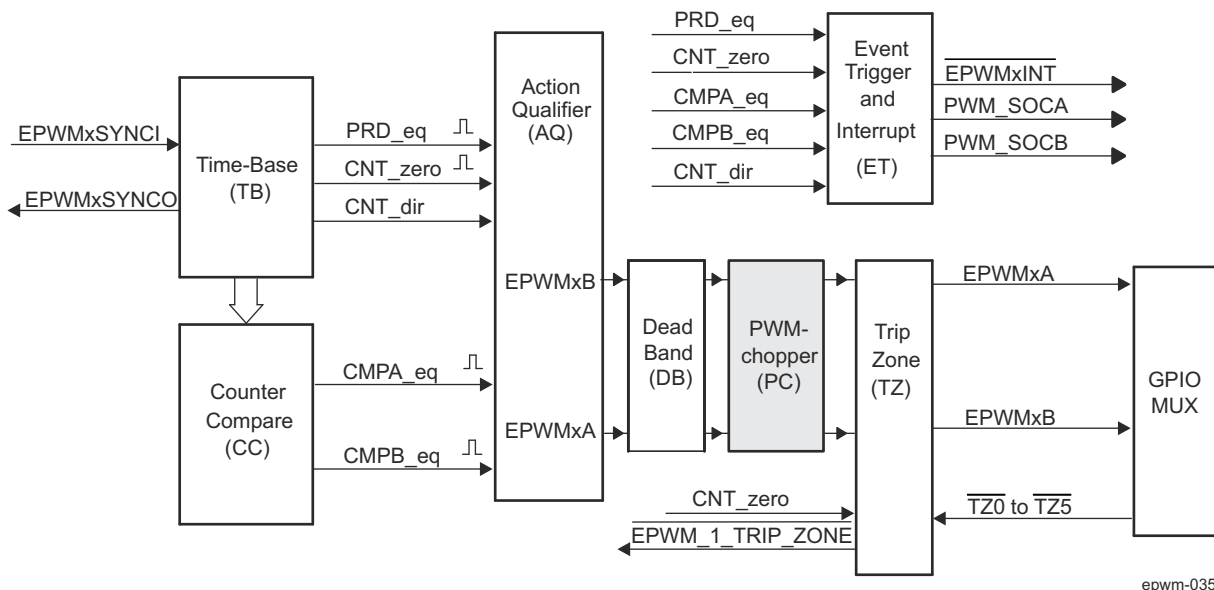 EPWMxSYNCI
EPWMxSYNCO
Time-Base
(TB)
PRD_eq
CNT_zero
CNT_dir
Counter
Compare
(CC)
CMPA_eq
CMPB_eq
Action
Qualifier
(AQ)
EPWMxB
EPWMxA
PRD_eq
CNT_zero
CMPA_eq
CMPB_eq
CNT_dir
Event
Trigger
and
Interrupt
(ET)
EPWMxINT
PWM_SOCA
PWM_SOCB
Dead
Band
(DB)
PWM-
chopper
(PC)
Trip
Zone
(TZ)
CNT_zero
EPWM_1_TRIP_ZONE
EPWMxA
EPWMxB
TZ0 to TZ5
GPIO
MUX
epwm-035